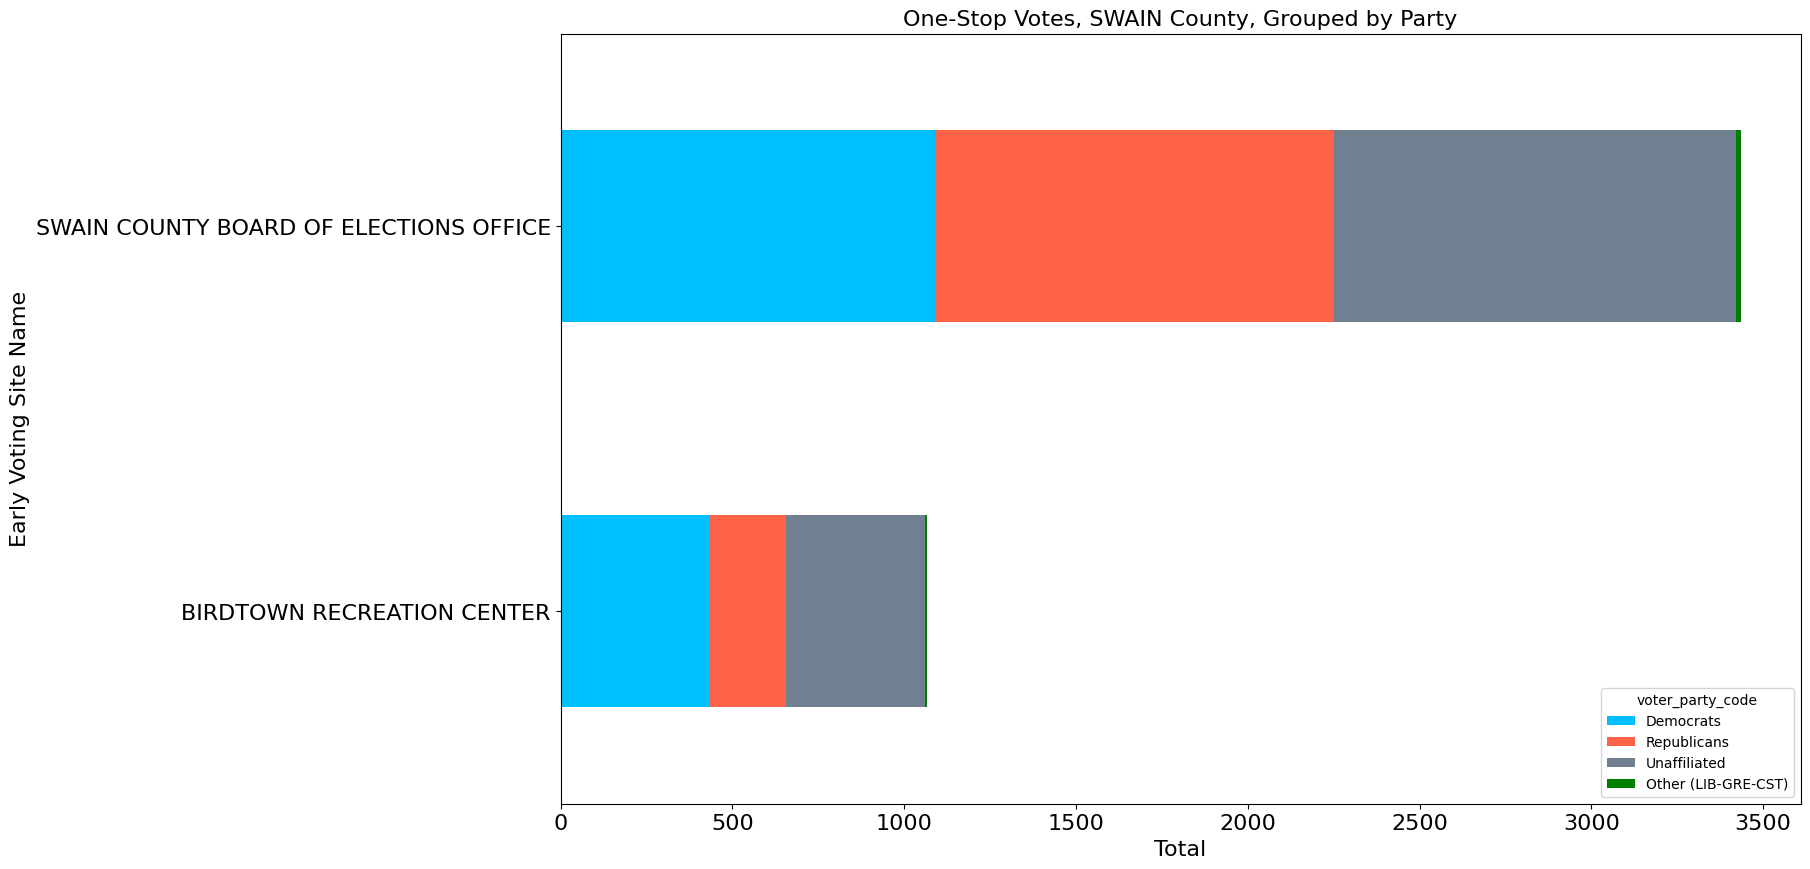 One-Stop Votes, SWAIN County, Grouped by Party
Early Voting Site Name
SWAIN COUNTY BOARD OF ELECTIONS OFFICE
BIRDTOWN RECREATION CENTER
voter_party_code
Democrats
Republicans
Unaffiliated
Other (LIB-GRE-CST)
0 500 1000 1500 2000 2500 3000 3500
Total